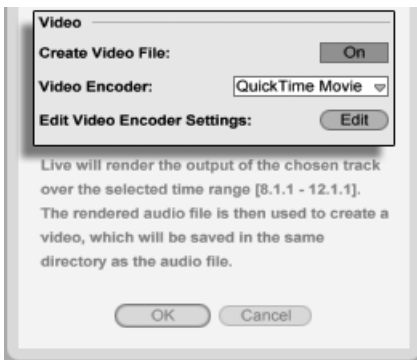 Video
Create Video File: On
Video Encoder: QuickTime Movie
Edit Video Encoder Settings: Edit
Live will render the output of the chosen track
over the selected time range [8.1.1 - 12.1.1].
The rendered audio file is then used to create a
video, which will be saved in the same
directory as the audio file.
OK Cancel